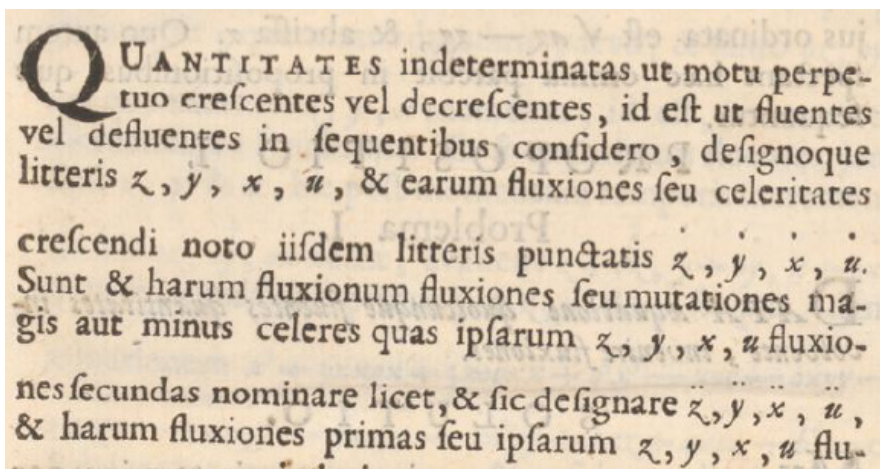 QUANTITATES indeterminatas ut motu perpe-
tuo creſcentes vel decreſcentes, id eſt ut fluentes
vel defluentes in ſequentibus conſidero, deſignoque
litteris z, y, x, u, & earum fluxiones ſeu celeritates
creſcendi noto iiſdem litteris punctatis ż, ẏ, ẋ, u̇.
Sunt & harum fluxionum fluxiones ſeu mutationes ma-
gis aut minus celeres quas ipſarum z, y, x, u fluxio-
nes ſecundas nominare licet, & ſic deſignare z̈, ÿ, ẍ, ü,
& harum fluxiones primas ſeu ipſarum z, y, x, u flu-